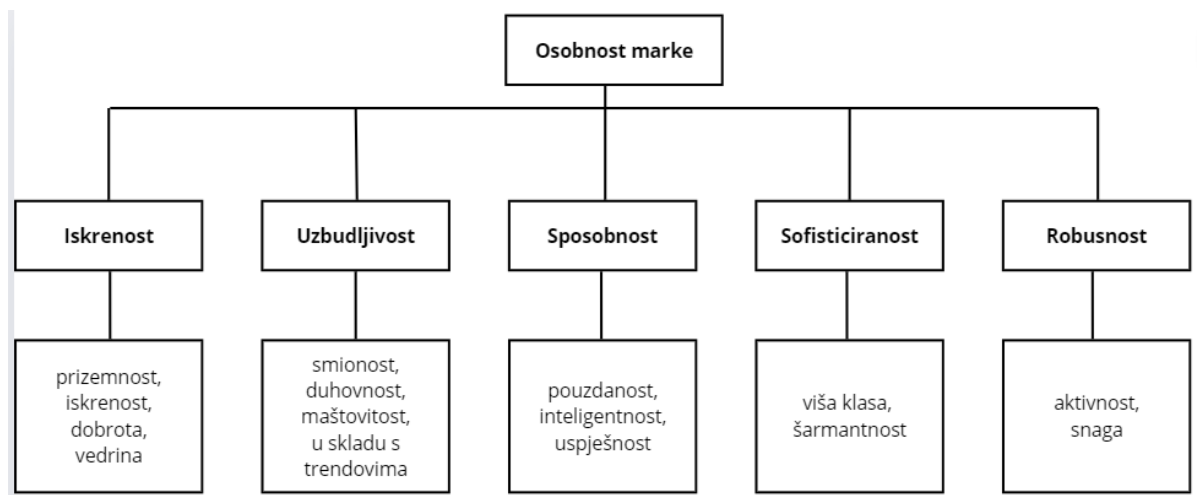 Osobnost marke
Iskrenost
Uzbudljivost
Sposobnost
Sofisticiranost
Robusnost
prizemnost,
iskrenost,
dobrota,
vedrina
smionost,
duhovnost,
maštovitost,
u skladu s
trendovima
pouzdanost,
inteligentnost,
uspješnost
viša klasa,
šarmantnost
aktivnost,
snaga